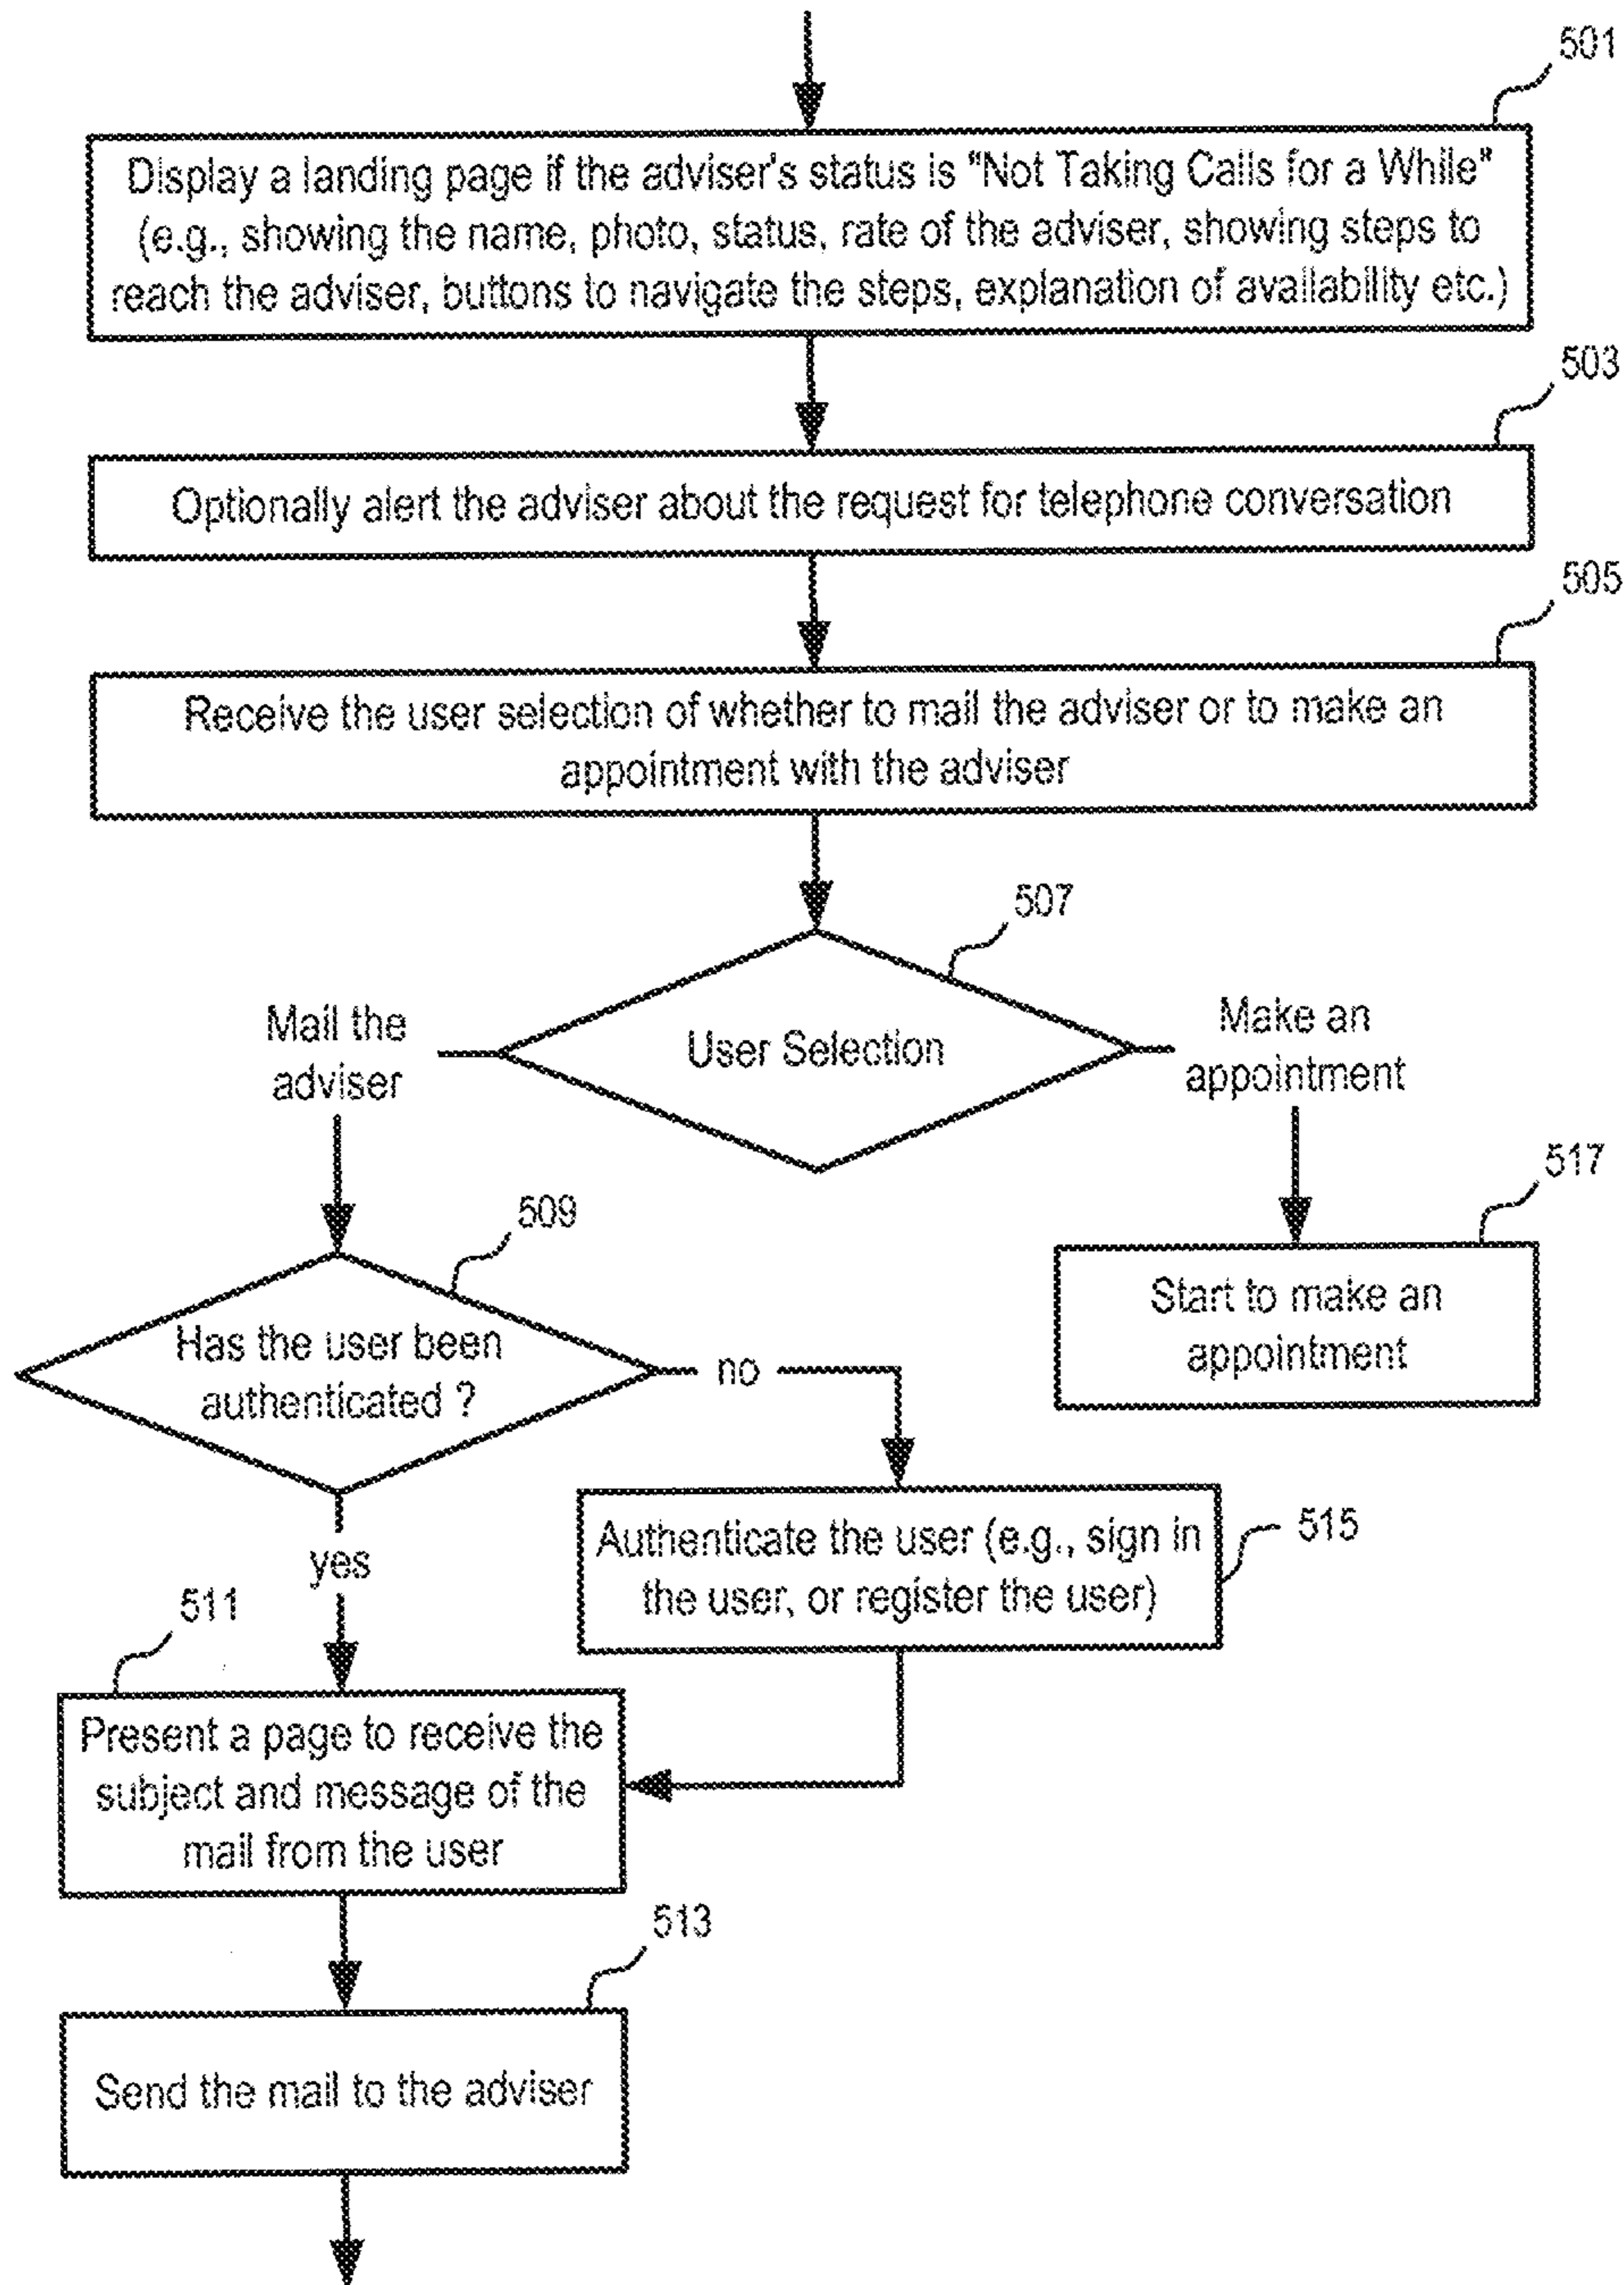 501
Display a landing page if the adviser's status is "Not Taking Calls for a While"
(e.g., showing the name, photo, status, rate of the adviser, showing steps to
reach the adviser, buttons to navigate the steps, explanation of availability etc.)
503
Optionally alert the adviser about the request for telephone conversation
505
Receive the user selection of whether to mail the adviser or to make an
appointment with the adviser
507
User Selection
Mail the
adviser
Make an
appointment
517
Start to make an
appointment
509
Has the user been
authenticated ?
no
yes
515
Authenticate the user (e.g., sign in
the user, or register the user)
511
Present a page to receive the
subject and message of the
mail from the user
513
Send the mail to the adviser